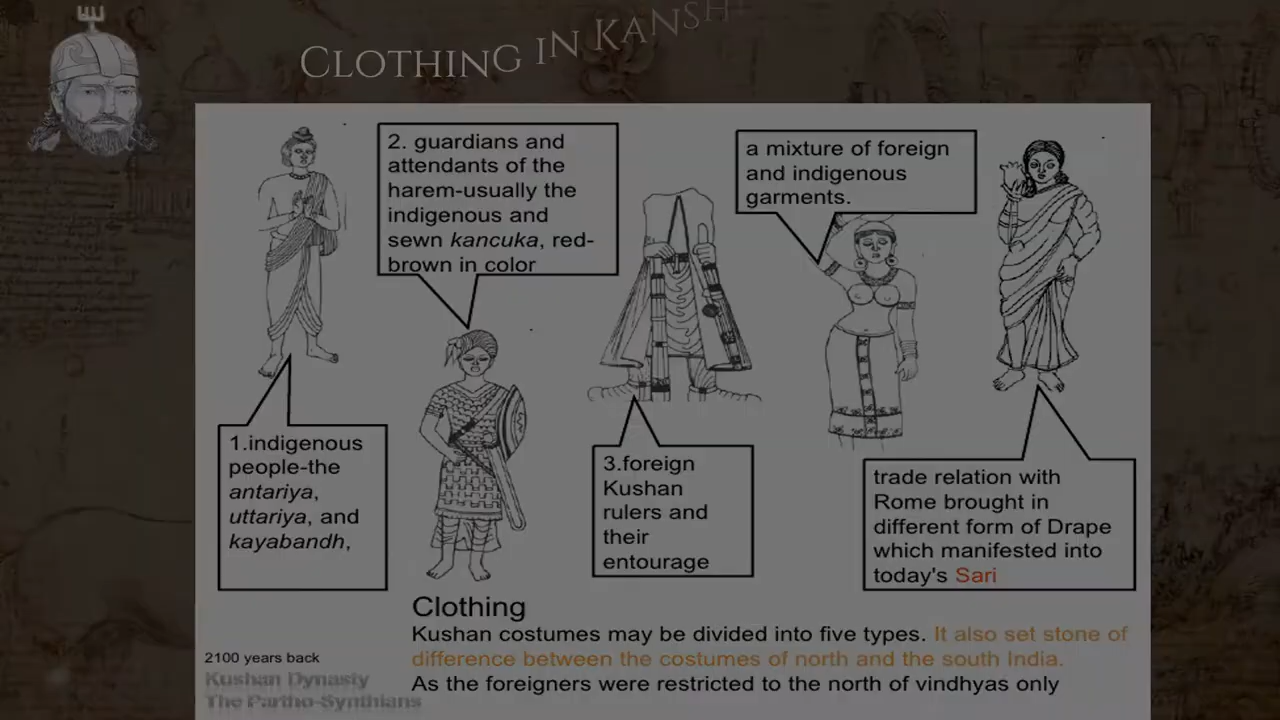 CLOTHING IN KANSH
2. guardians and
attendants of the
harem-usually the
indigenous and
sewn kancuka, red-
brown in color
a mixture of foreign
and indigenous
garments.
1.indigenous
people-the
antariya,
uttariya, and
kayabandh,
3.foreign
Kushan
rulers and
their
entourage
trade relation with
Rome brought in
different form of Drape
which manifested into
today's Sari
Clothing
Kushan costumes may be divided into five types. It also set stone of
difference between the costumes of north and the south India.
As the foreigners were restricted to the north of vindhyas only
2100 years back
Kushan Dynasty
The Partho-Synthians